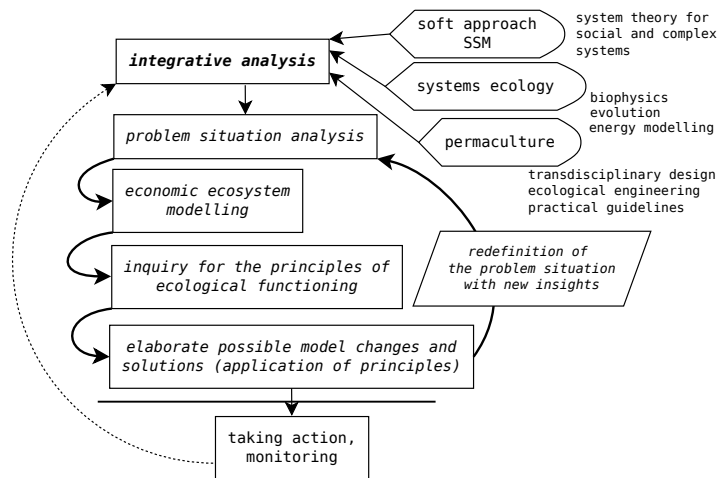 soft approach
SSM
system theory for
social and complex
systems
integrative analysis
systems ecology
biophysics
evolution
energy modelling
problem situation analysis
permaculture
transdisciplinary design
ecological engineering
practical guidelines
economic ecosystem
modelling
inquiry for the principles of
ecological functioning
redefinition of
the problem situation
with new insights
elaborate possible model changes and
solutions (application of principles)
taking action,
monitoring